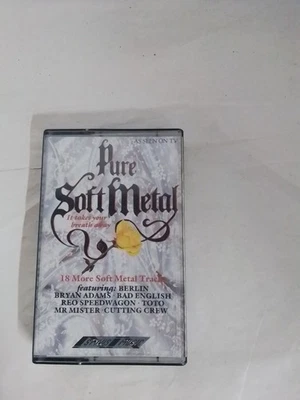 AS SEEN ON TV
Pure
Soft Metal
It takes your
breath away
18 More Soft Metal Tracks
featuring: BERLIN
BRYAN ADAMS · BAD ENGLISH
REO SPEEDWAGON · TOTO
MR MISTER · CUTTING CREW